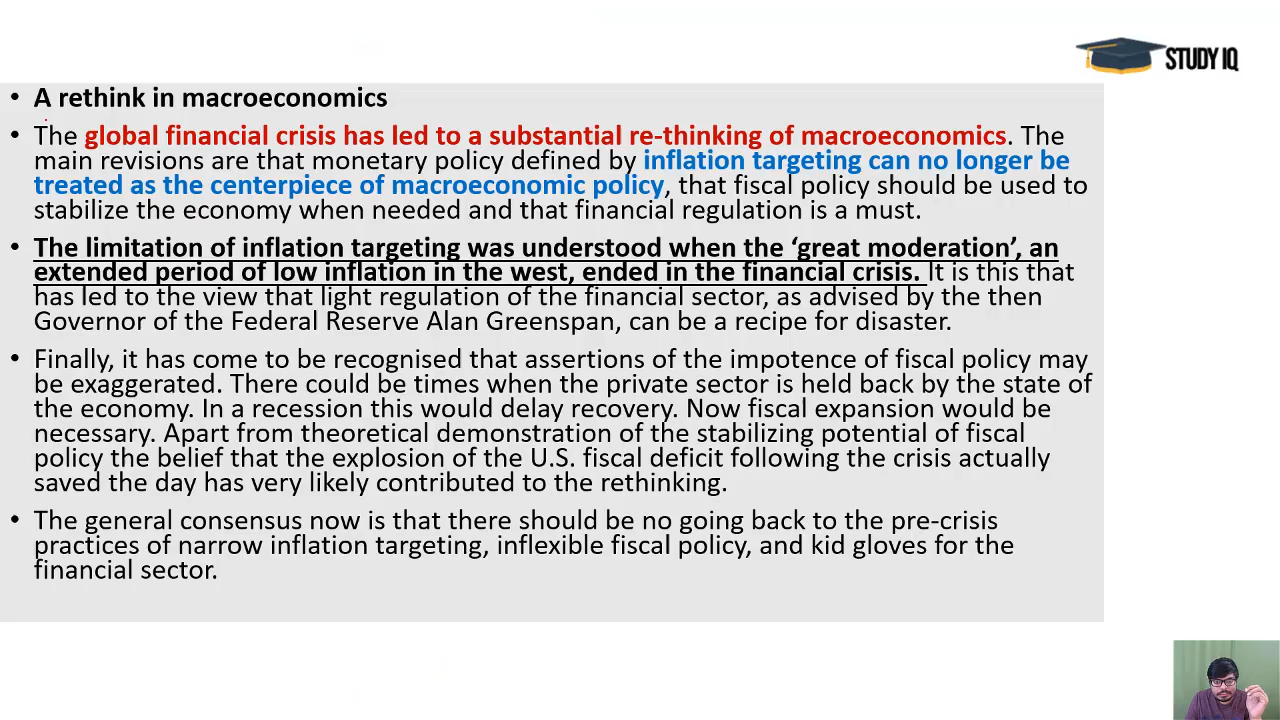 STUDY IQ
• A rethink in macroeconomics
• The global financial crisis has led to a substantial re-thinking of macroeconomics. The
main revisions are that monetary policy defined by inflation targeting can no longer be
treated as the centerpiece of macroeconomic policy, that fiscal policy should be used to
stabilize the economy when needed and that financial regulation is a must.
• The limitation of inflation targeting was understood when the ‘great moderation’, an
extended period of low inflation in the west, ended in the financial crisis. It is this that
has led to the view that light regulation of the financial sector, as advised by the then
Governor of the Federal Reserve Alan Greenspan, can be a recipe for disaster.
• Finally, it has come to be recognised that assertions of the impotence of fiscal policy may
be exaggerated. There could be times when the private sector is held back by the state of
the economy. In a recession this would delay recovery. Now fiscal expansion would be
necessary. Apart from theoretical demonstration of the stabilizing potential of fiscal
policy the belief that the explosion of the U.S. fiscal deficit following the crisis actually
saved the day has very likely contributed to the rethinking.
• The general consensus now is that there should be no going back to the pre-crisis
practices of narrow inflation targeting, inflexible fiscal policy, and kid gloves for the
financial sector.